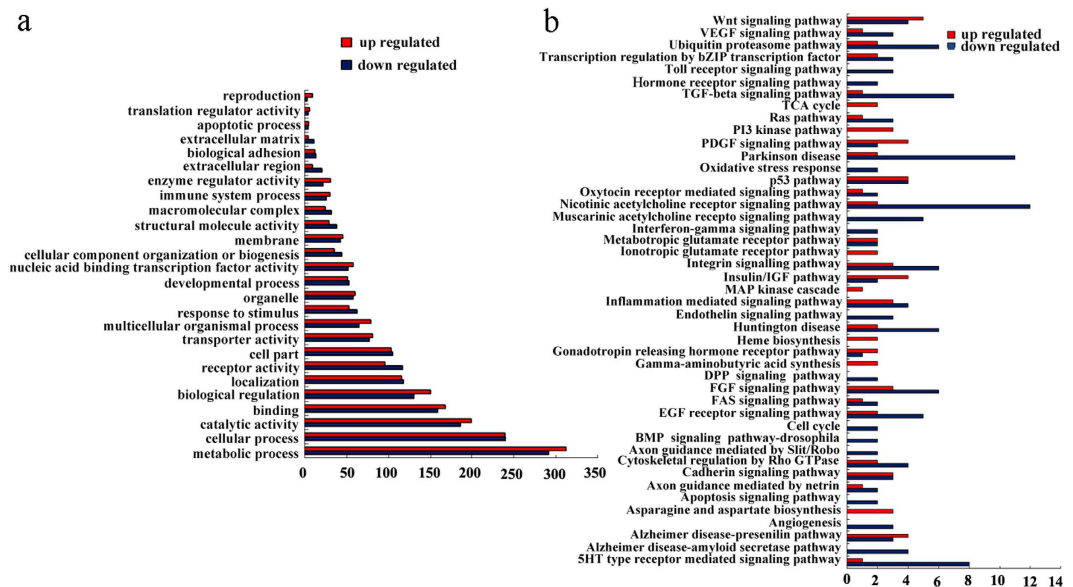 a
up regulated
down regulated
reproduction
translation regulator activity
apoptotic process
extracellular matrix
biological adhesion
extracellular region
enzyme regulator activity
immune system process
macromolecular complex
structural molecule activity
membrane
cellular component organization or biogenesis
nucleic acid binding transcription factor activity
developmental process
organelle
response to stimulus
multicellular organismal process
transporter activity
cell part
receptor activity
localization
biological regulation
binding
catalytic activity
cellular process
metabolic process
0 50 100 150 200 250 300 350
b
up regulated
down regulated
Wnt signaling pathway
VEGF signaling pathway
Ubiquitin proteasome pathway
Transcription regulation by bZIP transcription factor
Toll receptor signaling pathway
Hormone receptor signaling pathway
TGF-beta signaling pathway
TCA cycle
Ras pathway
PI3 kinase pathway
PDGF signaling pathway
Parkinson disease
Oxidative stress response
p53 pathway
Oxytocin receptor mediated signaling pathway
Nicotinic acetylcholine receptor signaling pathway
Muscarinic acetylcholine recepto signaling pathway
Interferon-gamma signaling pathway
Metabotropic glutamate receptor pathway
Ionotropic glutamate receptor pathway
Integrin signalling pathway
Insulin/IGF pathway
MAP kinase cascade
Inflammation mediated signaling pathway
Endothelin signaling pathway
Huntington disease
Heme biosynthesis
Gonadotropin releasing hormone receptor pathway
Gamma-aminobutyric acid synthesis
DPP signaling pathway
FGF signaling pathway
FAS signaling pathway
EGF receptor signaling pathway
Cell cycle
BMP signaling pathway-drosophila
Axon guidance mediated by Slit/Robo
Cytoskeletal regulation by Rho GTPase
Cadherin signaling pathway
Axon guidance mediated by netrin
Apoptosis signaling pathway
Asparagine and aspartate biosynthesis
Angiogenesis
Alzheimer disease-presenilin pathway
Alzheimer disease-amyloid secretase pathway
5HT type receptor mediated signaling pathway
0 2 4 6 8 10 12 14